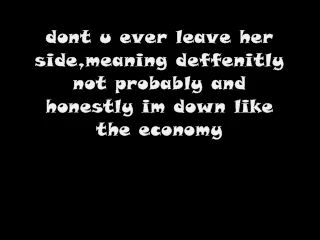 dont u ever leave her
side,meaning deffenitly
not probably and
honestly im down like
the economy